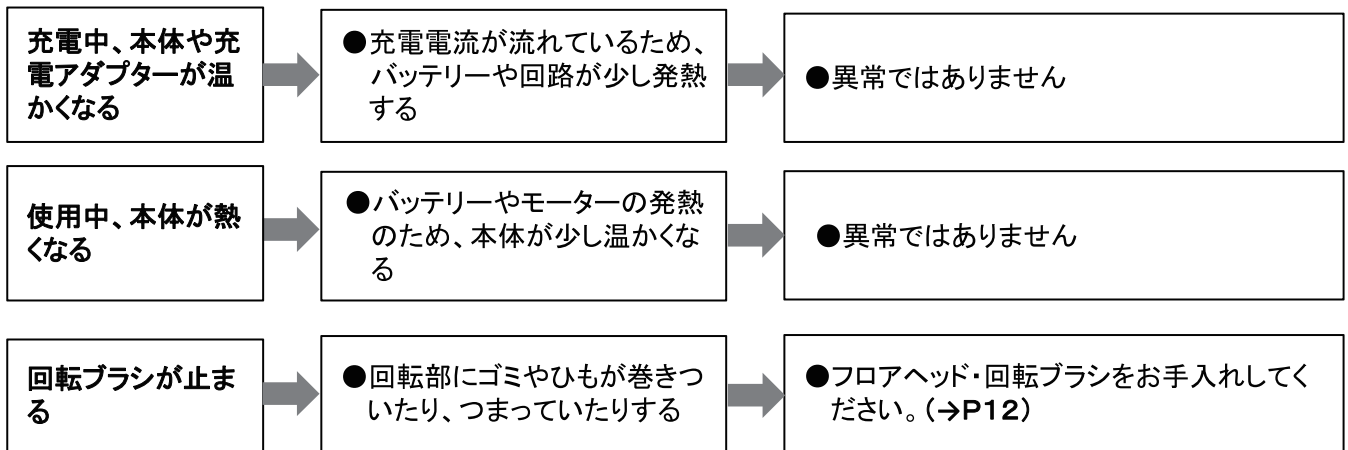 充電中、本体や充
電アダプターが温
かくなる
●充電電流が流れているため、
バッテリーや回路が少し発熱
する
●異常ではありません
使用中、本体が熱
くなる
●バッテリーやモーターの発熱
のため、本体が少し温かくな
る
●異常ではありません
回転ブラシが止ま
る
●回転部にゴミやひもが巻きつ
いたり、つまっていたりする
●フロアヘッド・回転ブラシをお手入れしてく
ださい。(→P12)